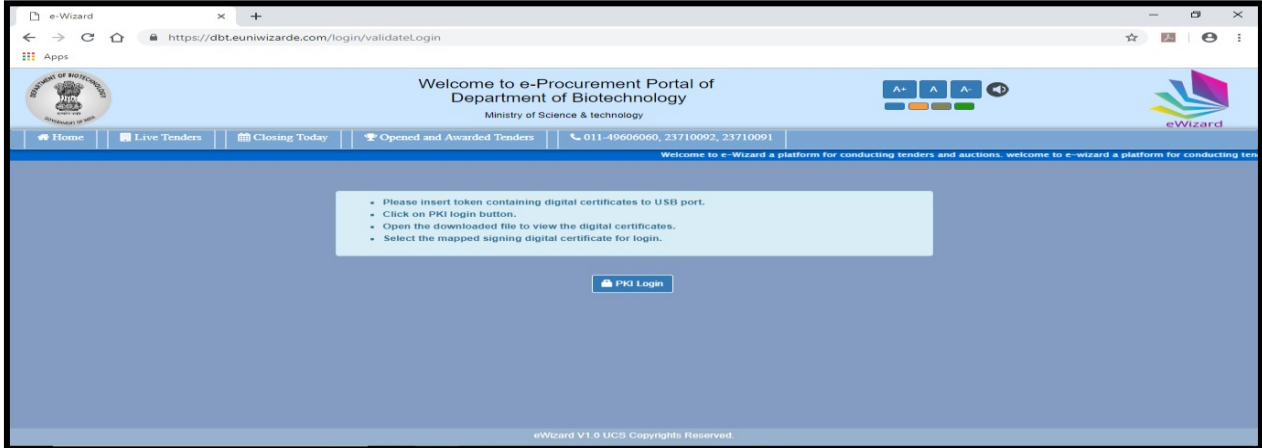 e-Wizard
https://dbt.euniwizarde.com/login/validateLogin
Apps
Welcome to e-Procurement Portal of
Department of Biotechnology
Ministry of Science & technology
A+ A A-
eWizard
Home Live Tenders Closing Today Opened and Awarded Tenders 011-49606060, 23710092, 23710091
Welcome to e-Wizard a platform for conducting tenders and auctions. welcome to e-wizard a platform for conducting ten
Please insert token containing digital certificates to USB port.
Click on PKI login button.
Open the downloaded file to view the digital certificates.
Select the mapped signing digital certificate for login.
PKI Login
eWizard V1.0 UCS Copyrights Reserved.